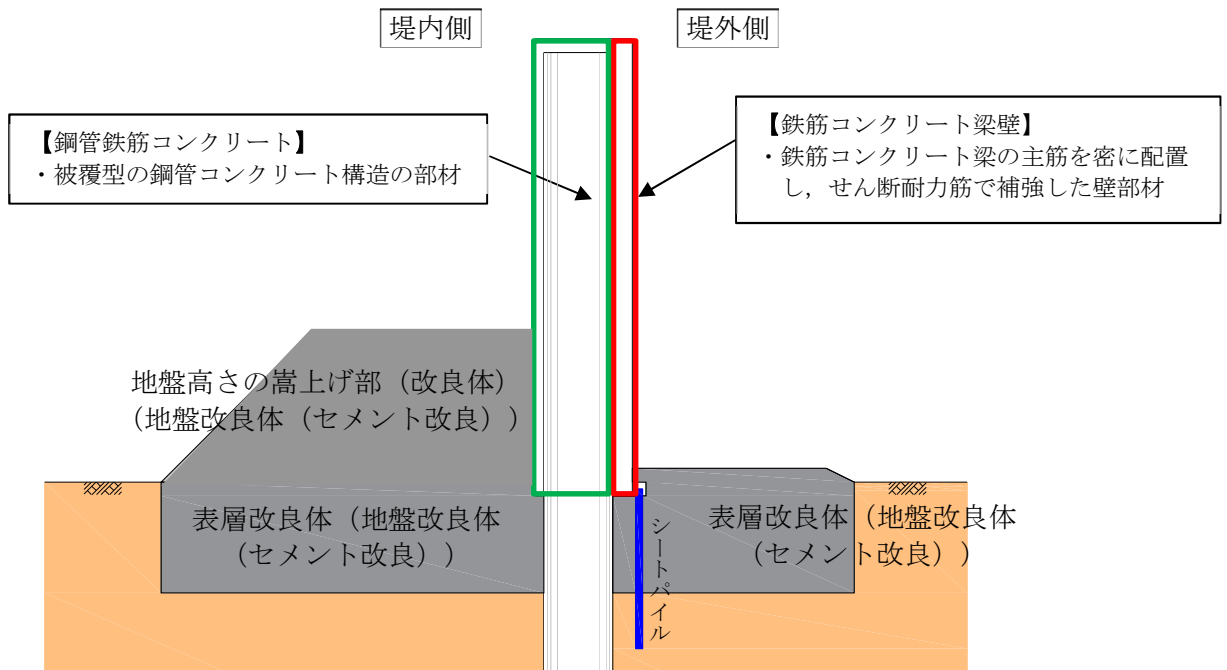 堤内側
堤外側
【鋼管鉄筋コンクリート】
・被覆型の鋼管コンクリート構造の部材
【鉄筋コンクリート梁壁】
・鉄筋コンクリート梁の主筋を密に配置
し，せん断耐力筋で補強した壁部材
地盤高さの嵩上げ部（改良体）
（地盤改良体（セメント改良））
表層改良体（地盤改良体
（セメント改良））
シートパイル
表層改良体（地盤改良体
（セメント改良））